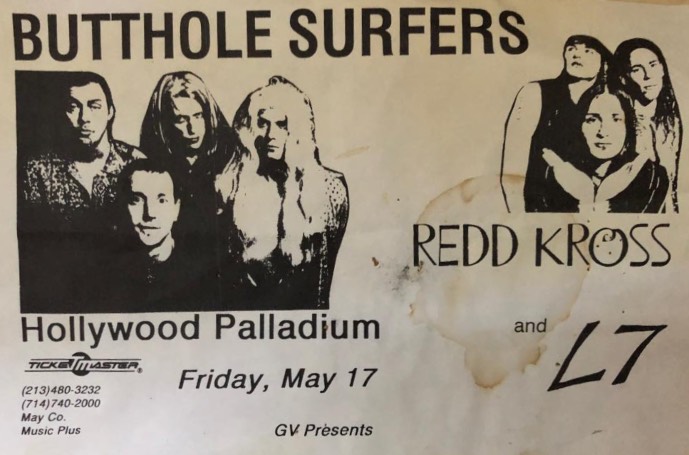 BUTTHOLE SURFERS
REDD KROSS
Hollywood Palladium
and L7
TICKETMASTER®
Friday, May 17
(213)480-3232
(714)740-2000
May Co.
Music Plus
GV Presents